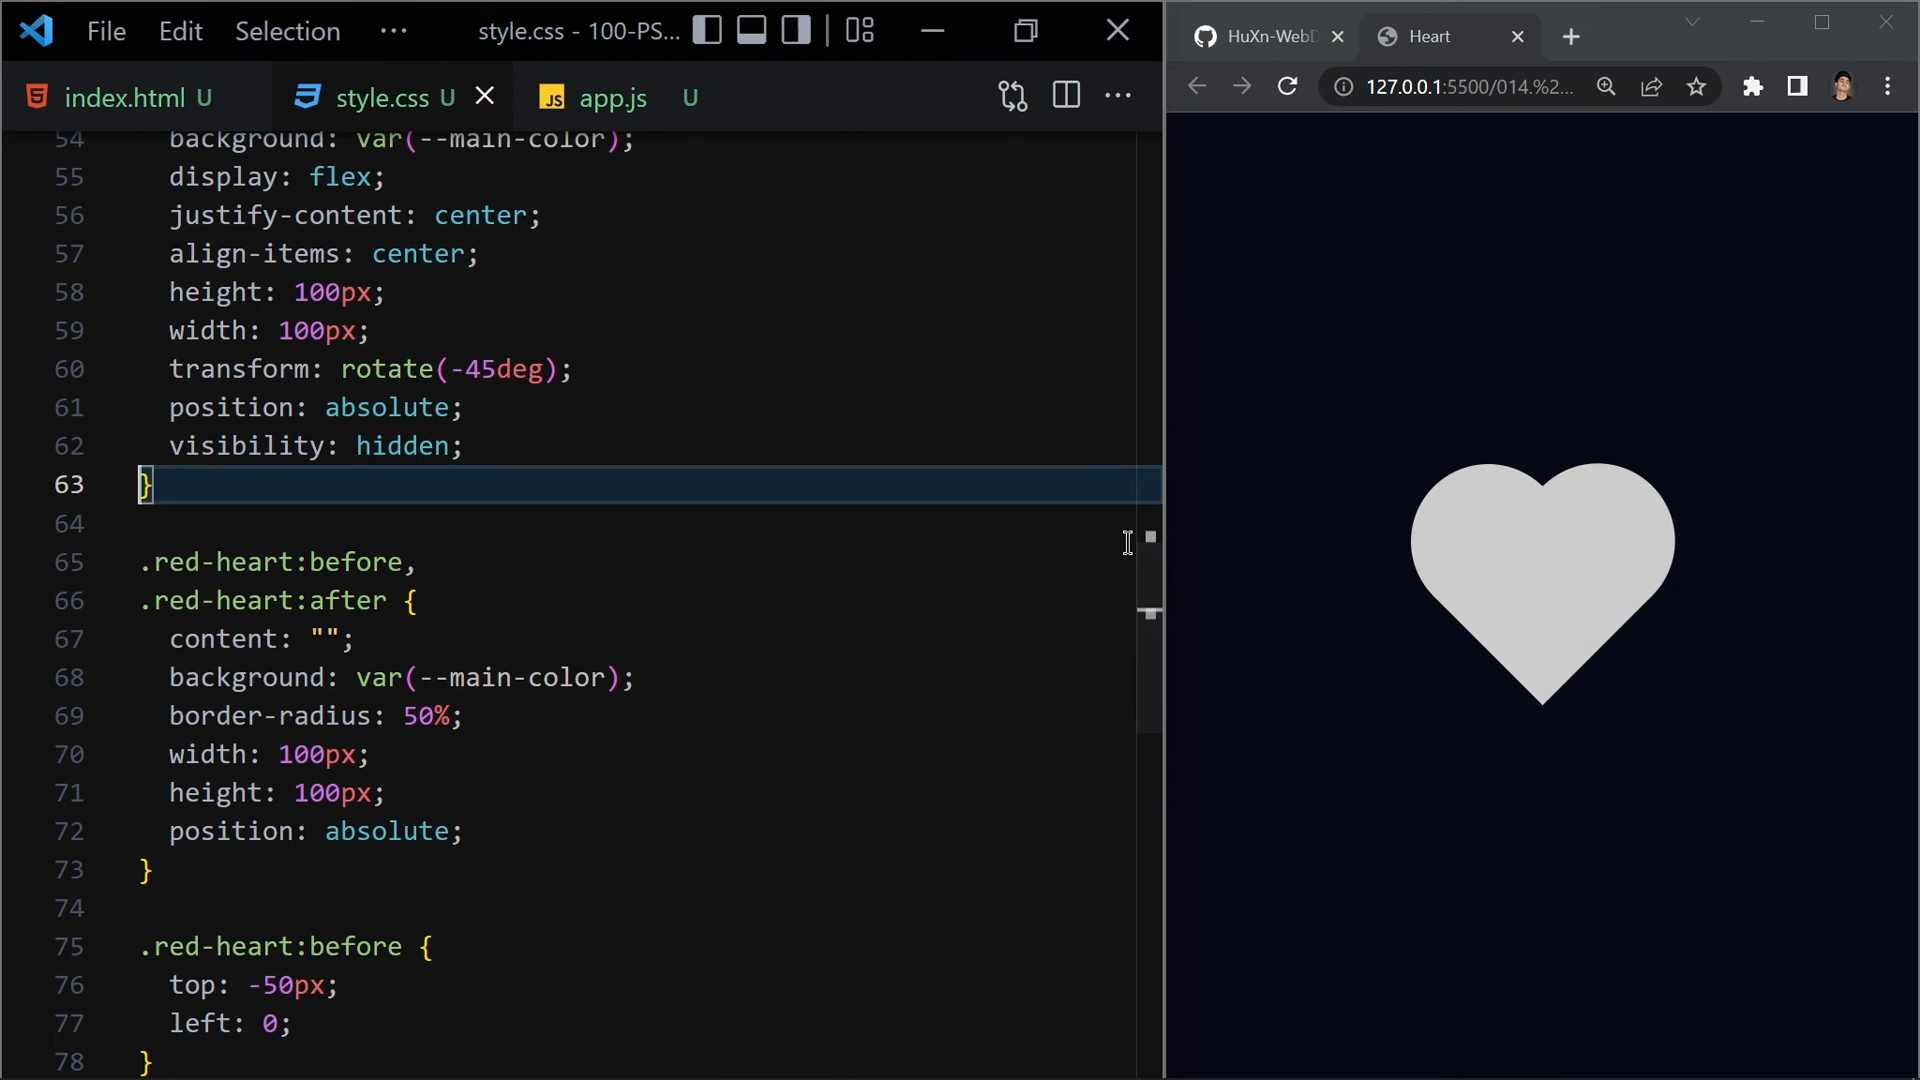 File Edit Selection ··· style.css - 100-PS...
index.html U style.css U JS app.js U
HuXn-WebD Heart
127.0.0.1:5500/014.%2...
54 background: var(--main-color);
55 display: flex;
56 justify-content: center;
57 align-items: center;
58 height: 100px;
59 width: 100px;
60 transform: rotate(-45deg);
61 position: absolute;
62 visibility: hidden;
63 }
64
65 .red-heart:before,
66 .red-heart:after {
67 content: "";
68 background: var(--main-color);
69 border-radius: 50%;
70 width: 100px;
71 height: 100px;
72 position: absolute;
73 }
74
75 .red-heart:before {
76 top: -50px;
77 left: 0;
78 }